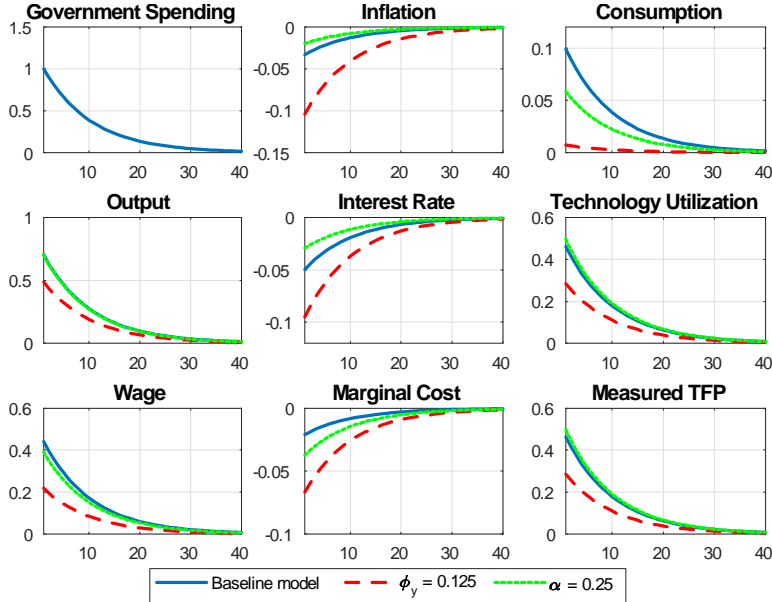 Government Spending
1.5
1
0.5
0
10 20 30 40
Inflation
0
-0.05
-0.1
-0.15
10 20 30 40
Consumption
0.1
0.05
0
10 20 30 40
Output
1
0.5
0
10 20 30 40
Interest Rate
0
-0.05
-0.1
10 20 30 40
Technology Utilization
0.6
0.4
0.2
0
10 20 30 40
Wage
0.6
0.4
0.2
0
10 20 30 40
Marginal Cost
0
-0.05
-0.1
10 20 30 40
Measured TFP
0.6
0.4
0.2
0
10 20 30 40
Baseline model ϕ_y = 0.125 α = 0.25